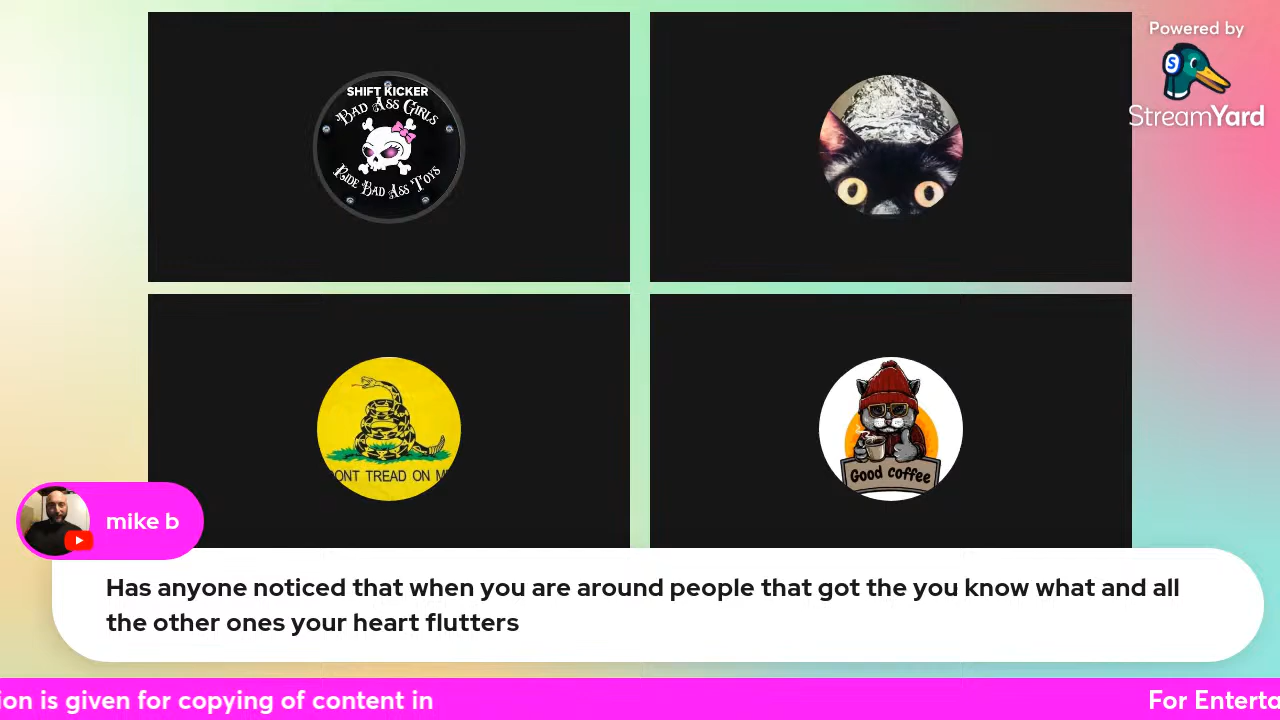 Powered by
StreamYard
SHIFT KICKER
BAD ASS GIRLS
RIDE BAD ASS TOYS
DONT TREAD ON M
Good coffee
mike b
Has anyone noticed that when you are around people that got the you know what and all
the other ones your heart flutters
ion is given for copying of content in
For Enterta